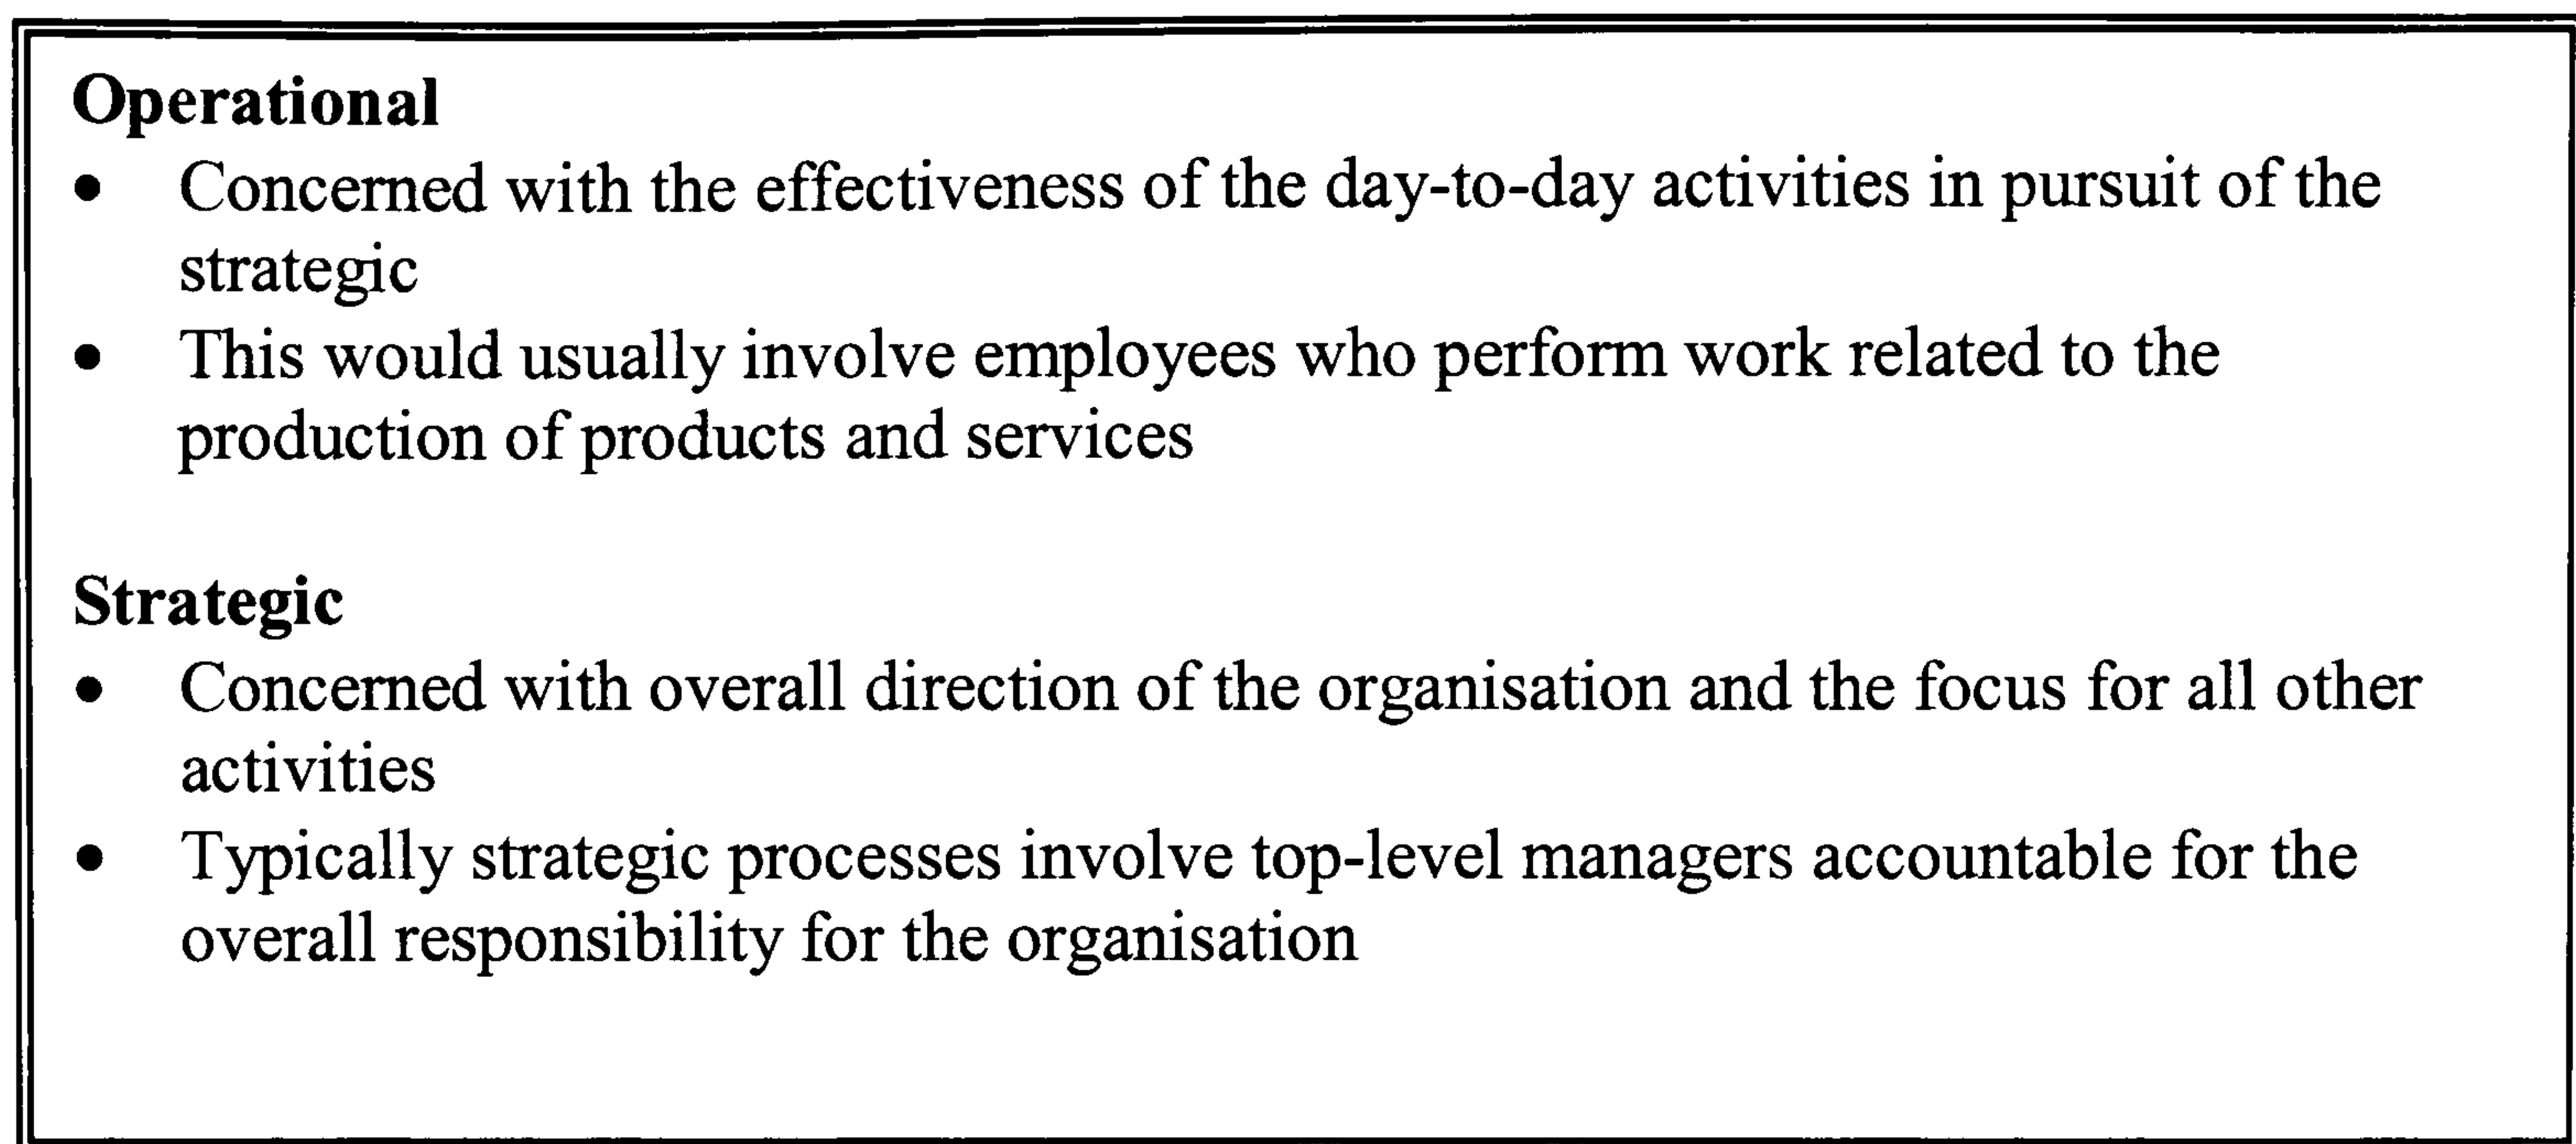 Operational
• Concerned with the effectiveness of the day-to-day activities in pursuit of the
strategic
• This would usually involve employees who perform work related to the
production of products and services
Strategic
• Concerned with overall direction of the organisation and the focus for all other
activities
• Typically strategic processes involve top-level managers accountable for the
overall responsibility for the organisation